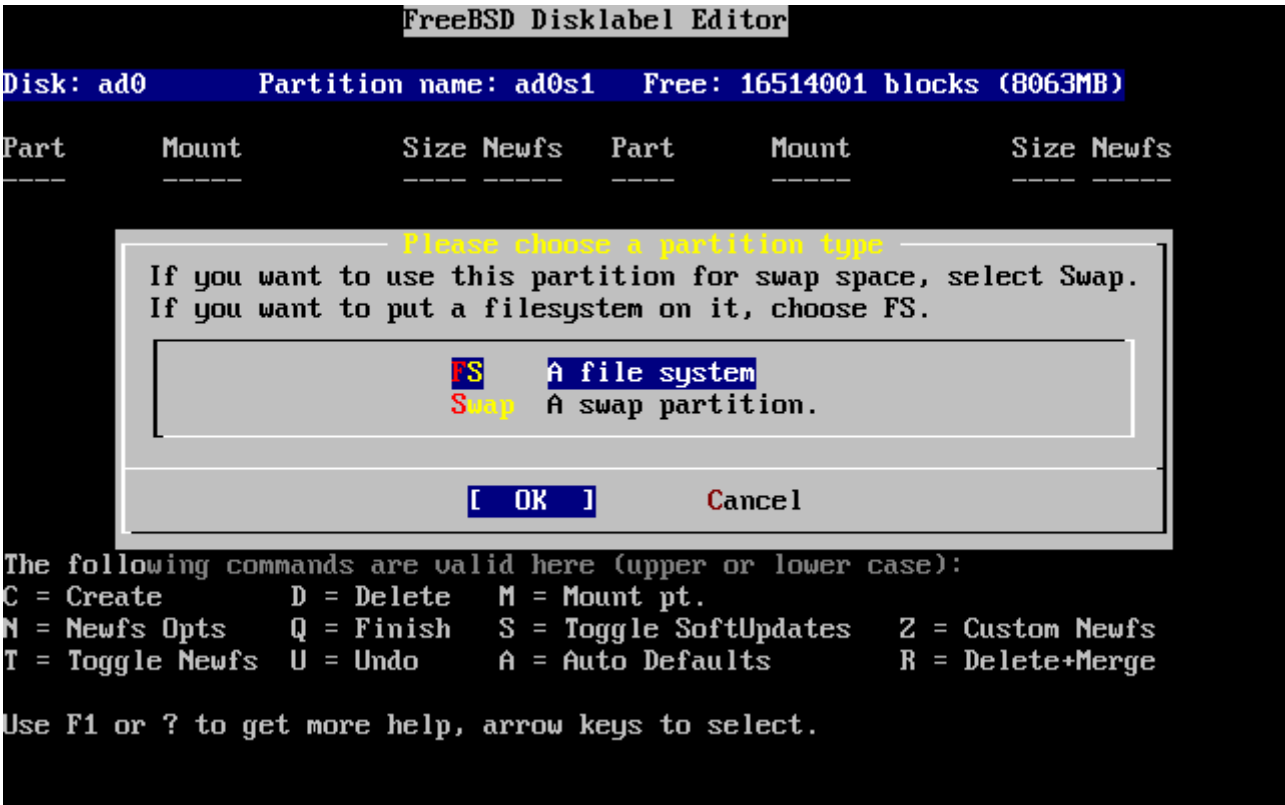 FreeBSD Disklabel Editor
Disk: ad0 Partition name: ad0s1 Free: 16514001 blocks (8063MB)
Part Mount Size Newfs Part Mount Size Newfs
---- ----- ---- ----- ---- ----- ---- -----
Please choose a partition type
If you want to use this partition for swap space, select Swap.
If you want to put a filesystem on it, choose FS.
FS A file system
Swap A swap partition.
[ OK ] Cancel
The following commands are valid here (upper or lower case):
C = Create D = Delete M = Mount pt.
N = Newfs Opts Q = Finish S = Toggle SoftUpdates Z = Custom Newfs
T = Toggle Newfs U = Undo A = Auto Defaults R = Delete+Merge
Use F1 or ? to get more help, arrow keys to select.